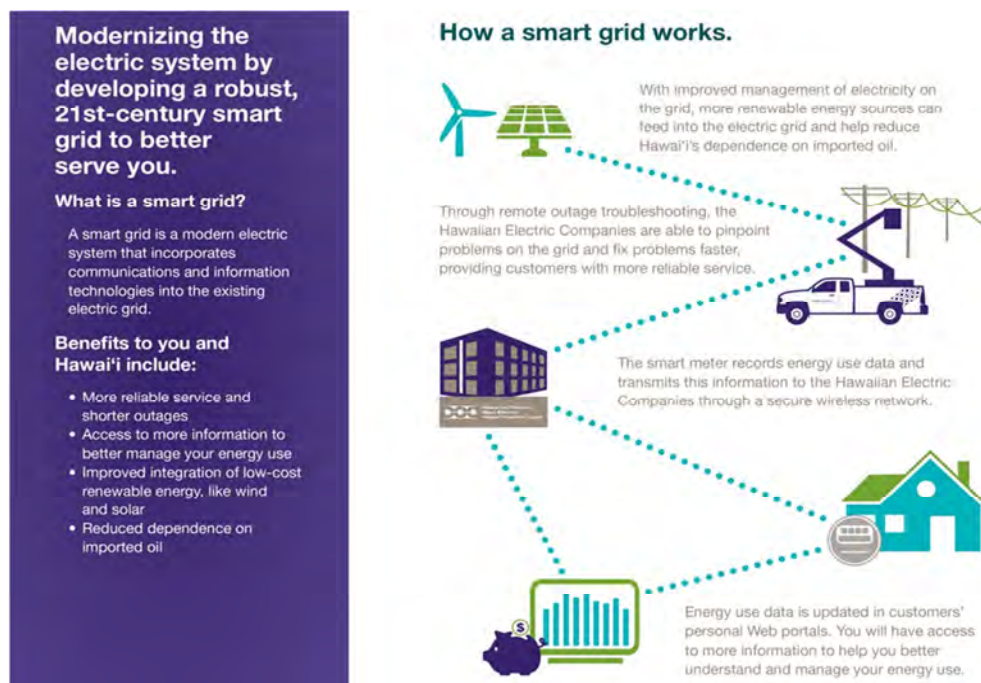 Modernizing the
electric system by
developing a robust,
21st-century smart
grid to better
serve you.
What is a smart grid?
A smart grid is a modern electric
system that incorporates
communications and information
technologies into the existing
electric grid.
Benefits to you and
Hawai‘i include:
• More reliable service and
shorter outages
• Access to more information to
better manage your energy use
• Improved integration of low-cost
renewable energy, like wind
and solar
• Reduced dependence on
imported oil
How a smart grid works.
With improved management of electricity on
the grid, more renewable energy sources can
feed into the electric grid and help reduce
Hawai‘i’s dependence on imported oil.
Through remote outage troubleshooting, the
Hawaiian Electric Companies are able to pinpoint
problems on the grid and fix problems faster,
providing customers with more reliable service.
The smart meter records energy use data and
transmits this information to the Hawaiian Electric
Companies through a secure wireless network.
$
Energy use data is updated in customers’
personal Web portals. You will have access
to more information to help you better
understand and manage your energy use.